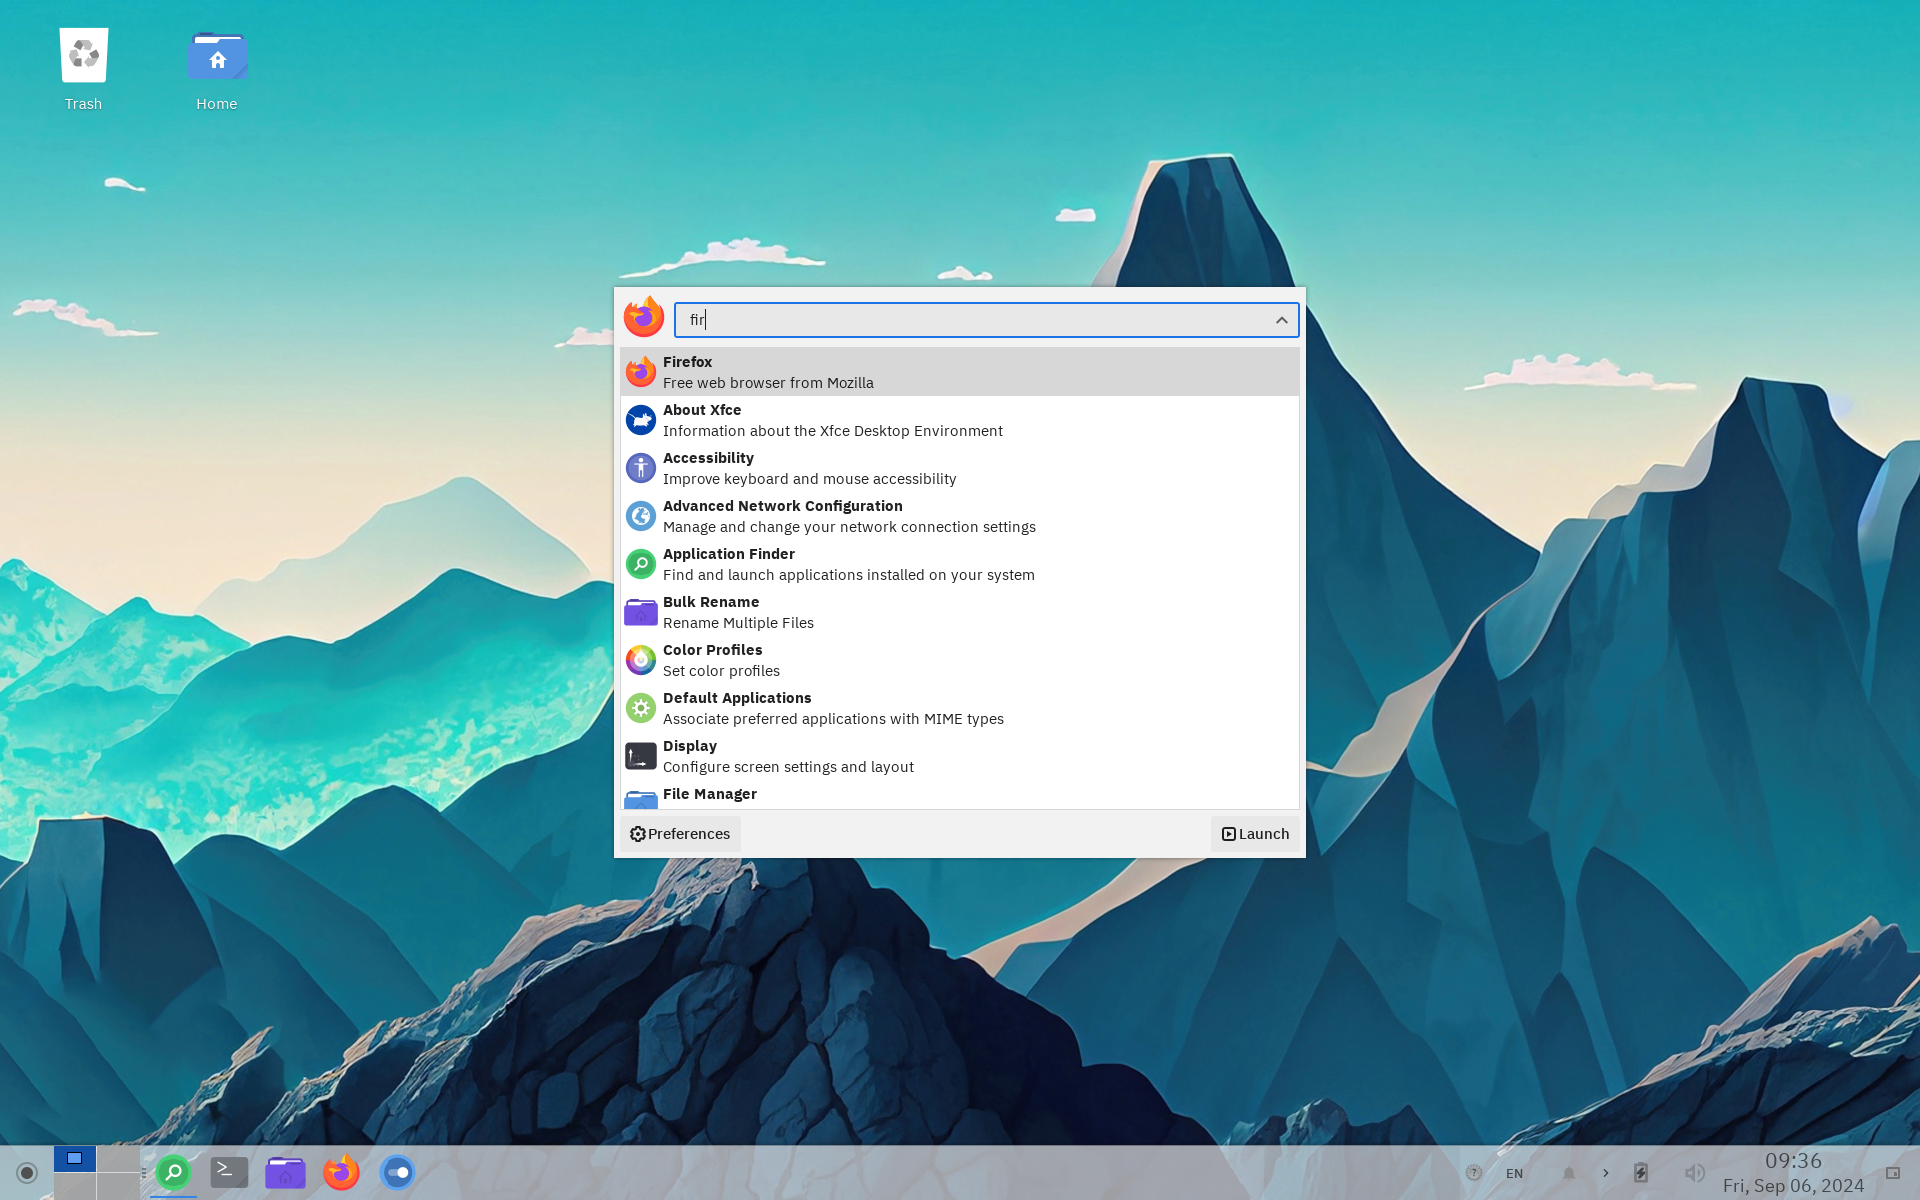 Trash
Home
fir
Firefox
Free web browser from Mozilla
About Xfce
Information about the Xfce Desktop Environment
Accessibility
Improve keyboard and mouse accessibility
Advanced Network Configuration
Manage and change your network connection settings
Application Finder
Find and launch applications installed on your system
Bulk Rename
Rename Multiple Files
Color Profiles
Set color profiles
Default Applications
Associate preferred applications with MIME types
Display
Configure screen settings and layout
File Manager
Preferences
Launch
EN
09:36
Fri, Sep 06, 2024